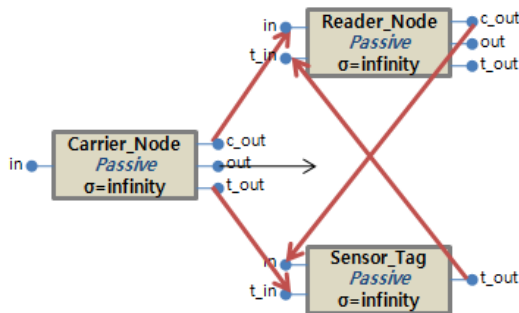 in
Reader_Node
c_out
Passive
out
t_in
σ=infinity
t_out
Carrier_Node
c_out
in
Passive
out
σ=infinity
t_out
in
Sensor_Tag
Passive
t_out
t_in
σ=infinity